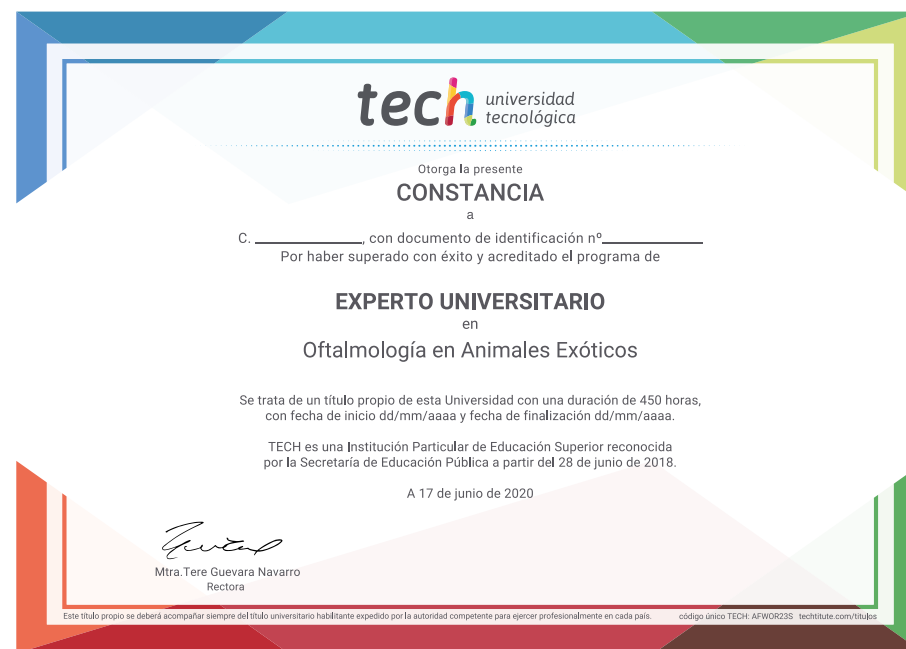 tech universidad
tecnológica
Otorga la presente
CONSTANCIA
a
C. ____________, con documento de identificación nº____________
Por haber superado con éxito y acreditado el programa de
EXPERTO UNIVERSITARIO
en
Oftalmología en Animales Exóticos
Se trata de un título propio de esta Universidad con una duración de 450 horas,
con fecha de inicio dd/mm/aaaa y fecha de finalización dd/mm/aaaa.
TECH es una Institución Particular de Educación Superior reconocida
por la Secretaría de Educación Pública a partir del 28 de junio de 2018.
A 17 de junio de 2020
Mtra.Tere Guevara Navarro
Rectora
Este título propio se deberá acompañar siempre del título universitario habilitante expedido por la autoridad competente para ejercer profesionalmente en cada país. código único TECH: AFWOR23S techtitute.com/titulos